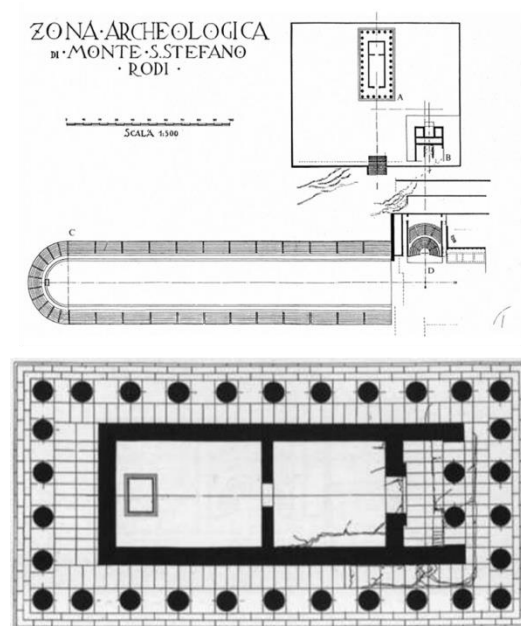 ZONA·ARCHEOLOGICA
DI·MONTE·S.STEFANO
·RODI·
SCALA 1:500
A
B
C
D